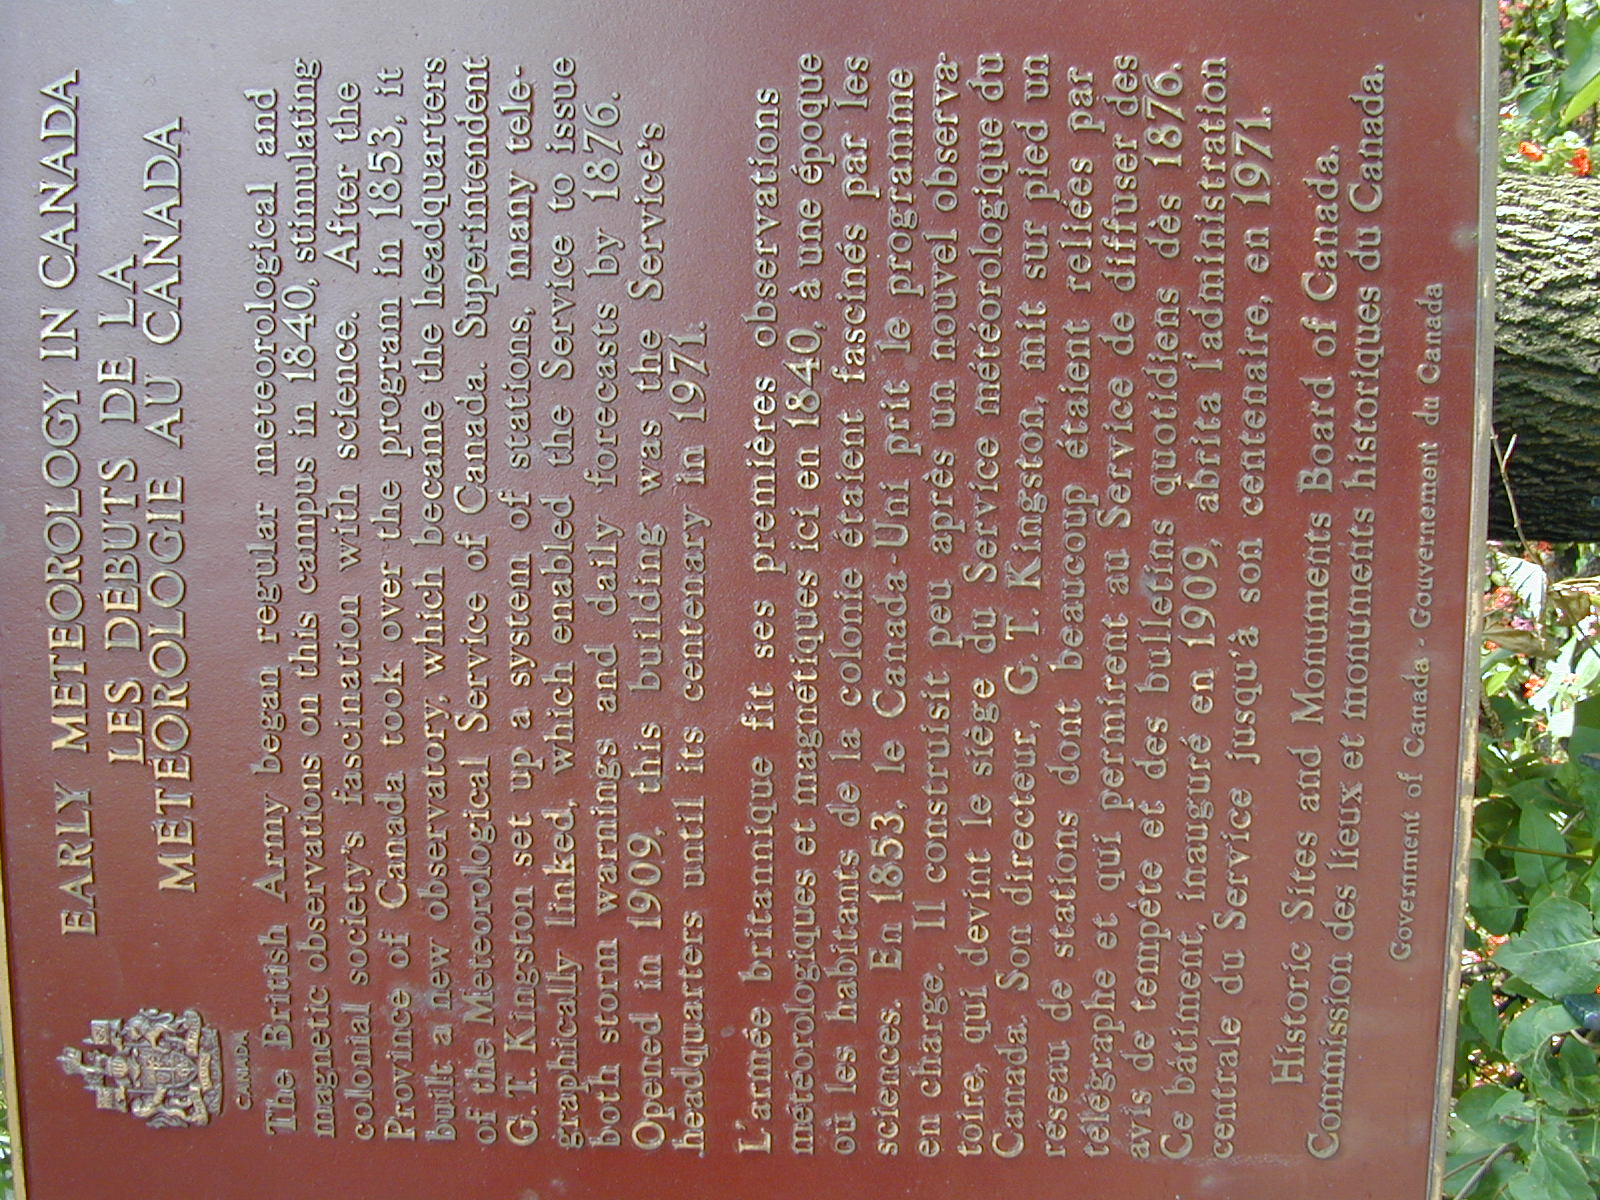 EARLY METEOROLOGY IN CANADA
LES DÉBUTS DE LA
MÉTÉOROLOGIE AU CANADA
CANADA
The British Army began regular meteorological and
magnetic observations on this campus in 1840, stimulating
colonial society's fascination with science. After the
Province of Canada took over the program in 1853, it
built a new observatory, which became the headquarters
of the Meteorological Service of Canada. Superintendent
G. T. Kingston set up a system of stations, many tele-
graphically linked, which enabled the Service to issue
both storm warnings and daily forecasts by 1876.
Opened in 1909, this building was the Service's
headquarters until its centenary in 1971.
L'armée britannique fit ses premières observations
météorologiques et magnétiques ici en 1840, à une époque
où les habitants de la colonie étaient fascinés par les
sciences. En 1853, le Canada-Uni prit le programme
en charge. Il construisit peu après un nouvel observa-
toire, qui devint le siège du Service météorologique du
Canada. Son directeur, G. T. Kingston, mit sur pied un
réseau de stations dont beaucoup étaient reliées par
télégraphe et qui permirent au Service de diffuser des
avis de tempête et des bulletins quotidiens dès 1876.
Ce bâtiment, inauguré en 1909, abrita l'administration
centrale du Service jusqu'à son centenaire, en 1971.
Historic Sites and Monuments Board of Canada.
Commission des lieux et monuments historiques du Canada.
Government of Canada - Gouvernement du Canada